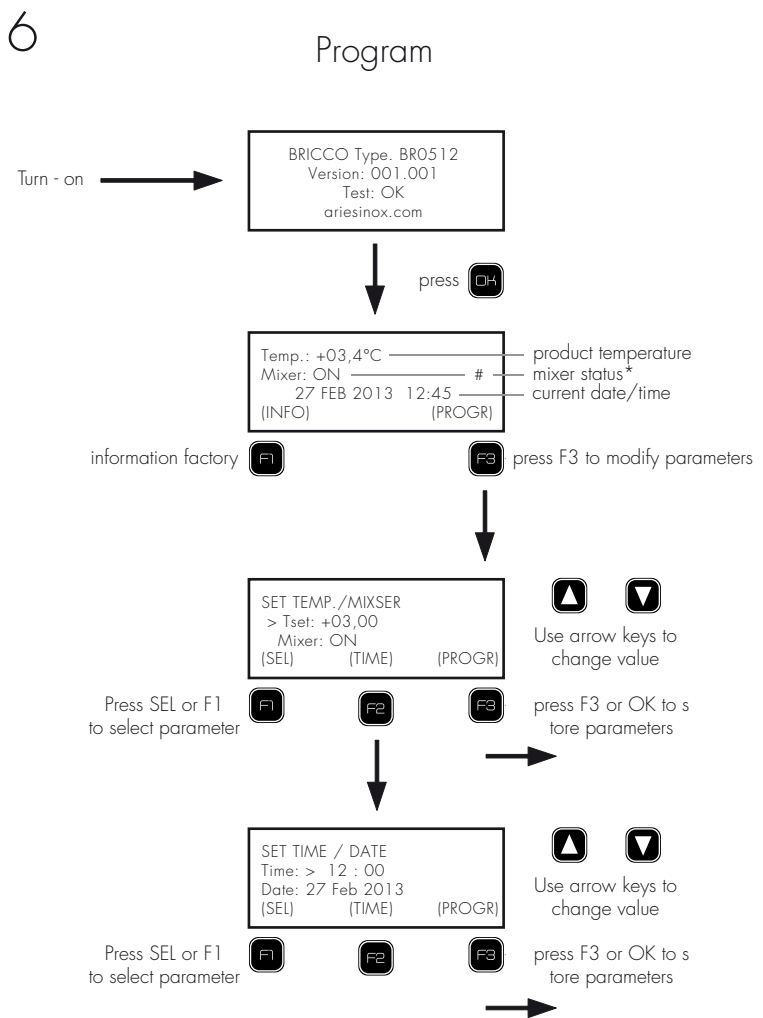 6
Program
Turn - on
BRICCO Type. BR0512
Version: 001.001
Test: OK
ariesinox.com
press OK
Temp.: +03,4°C
product temperature
Mixer: ON # mixer status*
27 FEB 2013 12:45
current date/time
(INFO) (PROGR)
information factory F1
F3 press F3 to modify parameters
SET TEMP./MIXSER
> Tset: +03,00
Mixer: ON
(SEL) (TIME) (PROGR)
Use arrow keys to
change value
Press SEL or F1
to select parameter
F1 F2 F3
press F3 or OK to s
tore parameters
SET TIME / DATE
Time: > 12 : 00
Date: 27 Feb 2013
(SEL) (TIME) (PROGR)
Use arrow keys to
change value
Press SEL or F1
to select parameter
F1 F2 F3
press F3 or OK to s
tore parameters